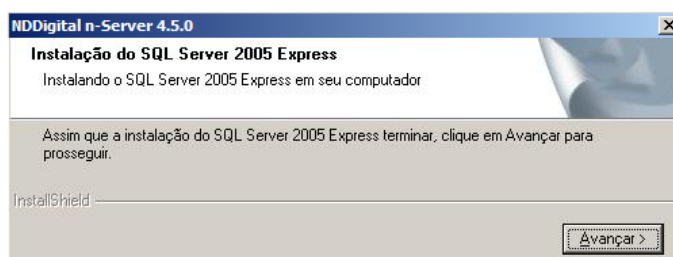 NDDigital n-Server 4.5.0
Instalação do SQL Server 2005 Express
Instalando o SQL Server 2005 Express em seu computador
Assim que a instalação do SQL Server 2005 Express terminar, clique em Avançar para
prosseguir.
InstallShield
Avançar >